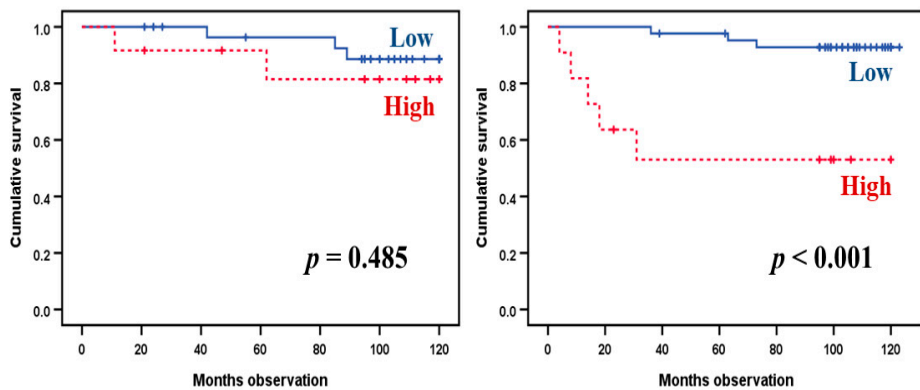 1.0
0.8
0.6
0.4
0.2
0.0
Cumulative survival
Low
High
p = 0.485
0 20 40 60 80 100 120
Months observation
1.0
0.8
0.6
0.4
0.2
0.0
Cumulative survival
Low
High
p < 0.001
0 20 40 60 80 100 120
Months observation